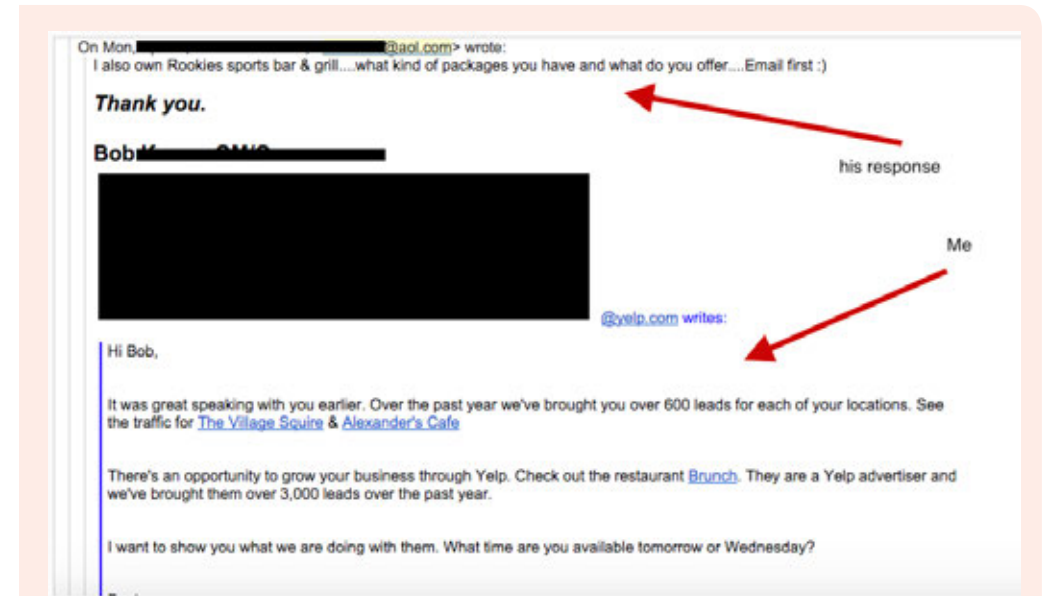 On Mon, @aol.com> wrote:
I also own Rookies sports bar & grill....what kind of packages you have and what do you offer....Email first :)
Thank you.
Bob
his response
Me
@yelp.com writes:
Hi Bob,
It was great speaking with you earlier. Over the past year we've brought you over 600 leads for each of your locations. See
the traffic for The Village Squire & Alexander's Cafe
There's an opportunity to grow your business through Yelp. Check out the restaurant Brunch. They are a Yelp advertiser and
we've brought them over 3,000 leads over the past year.
I want to show you what we are doing with them. What time are you available tomorrow or Wednesday?